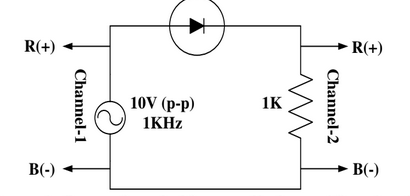 R(+)
R(+)
Channel-1
10V (p-p)
1KHz
1K
Channel-2
B(-)
B(-)